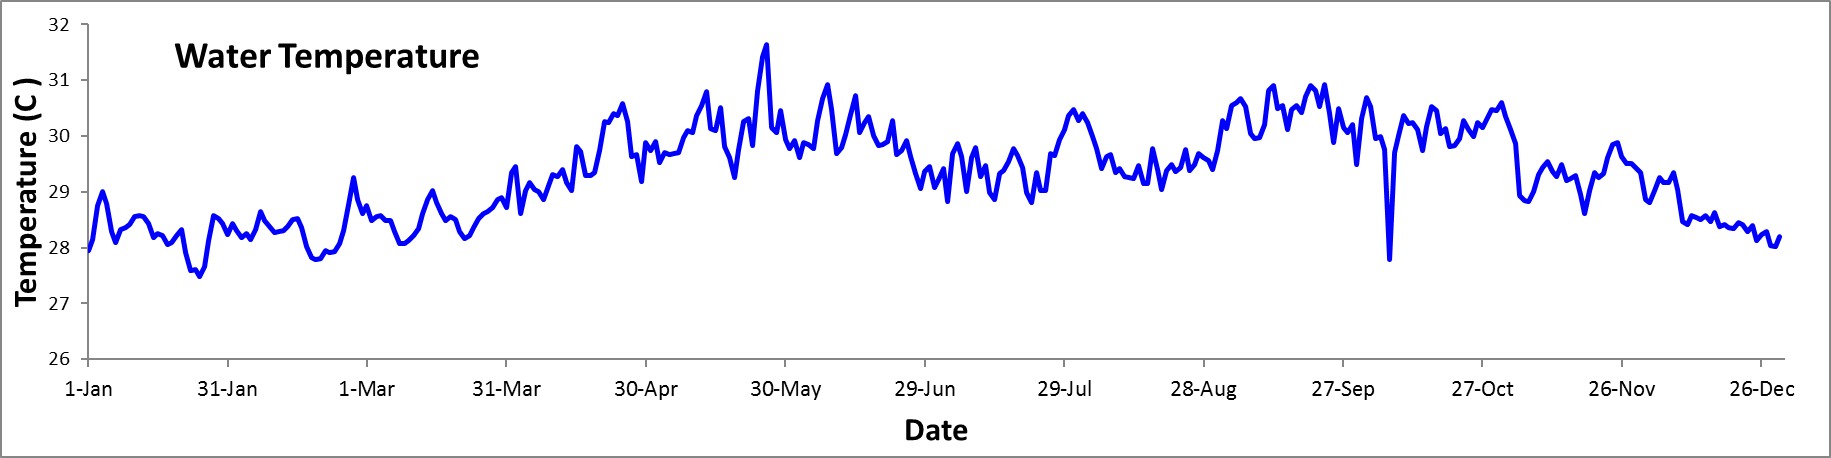 Water Temperature
Temperature (C )
32
31
30
29
28
27
26
1-Jan 31-Jan 1-Mar 31-Mar 30-Apr 30-May 29-Jun 29-Jul 28-Aug 27-Sep 27-Oct 26-Nov 26-Dec
Date